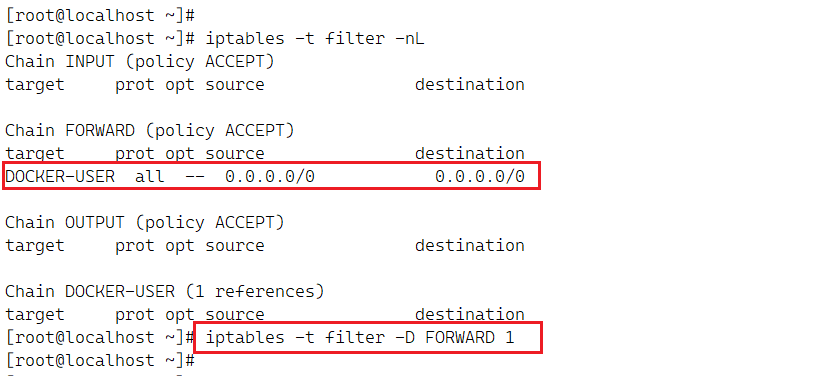 [root@localhost ~]#
[root@localhost ~]# iptables -t filter -nL
Chain INPUT (policy ACCEPT)
target     prot opt source               destination

Chain FORWARD (policy ACCEPT)
target     prot opt source               destination
DOCKER-USER  all  --  0.0.0.0/0            0.0.0.0/0

Chain OUTPUT (policy ACCEPT)
target     prot opt source               destination

Chain DOCKER-USER (1 references)
target     prot opt source               destination
[root@localhost ~]# iptables -t filter -D FORWARD 1
[root@localhost ~]#